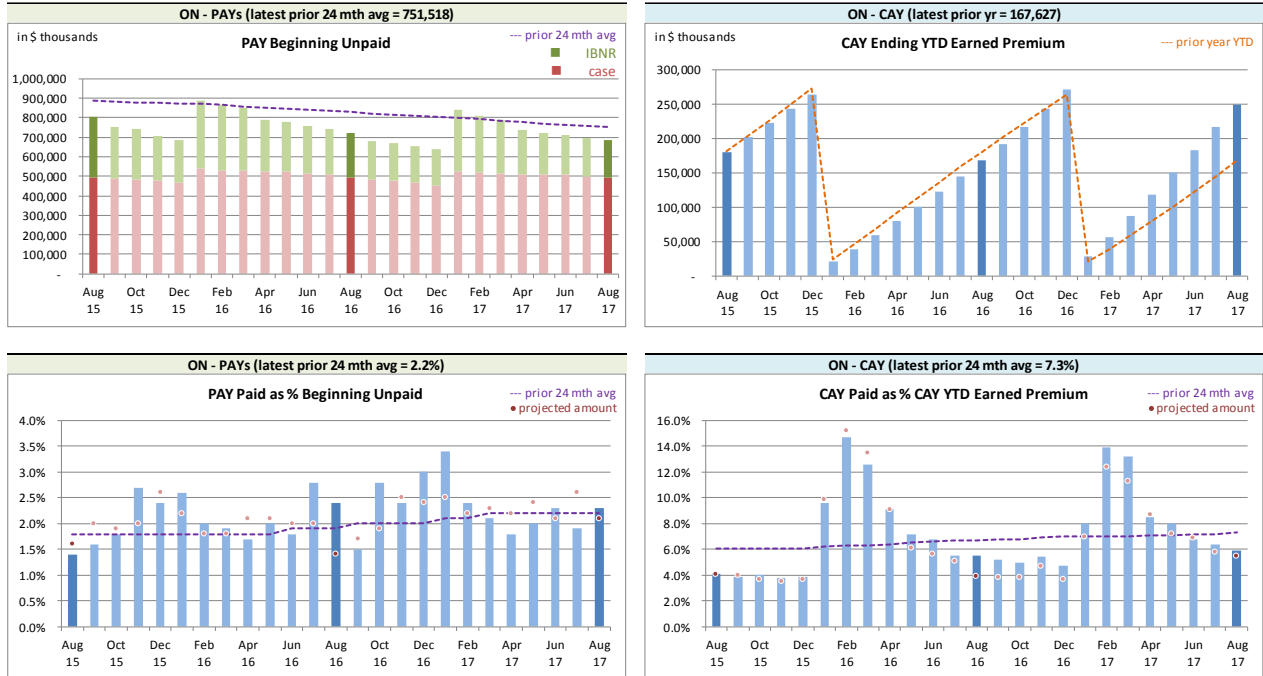 ON - PAYs (latest prior 24 mth avg = 751,518)
in $ thousands
PAY Beginning Unpaid
--- prior 24 mth avg
IBNR
case
1,000,000
900,000
800,000
700,000
600,000
500,000
400,000
300,000
200,000
100,000
-
Aug Oct Dec Feb Apr Jun Aug Oct Dec Feb Apr Jun Aug
15 15 15 16 16 16 16 16 16 17 17 17 17
ON - CAY (latest prior yr = 167,627)
in $ thousands
CAY Ending YTD Earned Premium
--- prior year YTD
300,000
250,000
200,000
150,000
100,000
50,000
-
Aug Oct Dec Feb Apr Jun Aug Oct Dec Feb Apr Jun Aug
15 15 15 16 16 16 16 16 16 17 17 17 17
ON - PAYs (latest prior 24 mth avg = 2.2%)
PAY Paid as % Beginning Unpaid
--- prior 24 mth avg
projected amount
4.0%
3.5%
3.0%
2.5%
2.0%
1.5%
1.0%
0.5%
0.0%
Aug Oct Dec Feb Apr Jun Aug Oct Dec Feb Apr Jun Aug
15 15 15 16 16 16 16 16 16 17 17 17 17
ON - CAY (latest prior 24 mth avg = 7.3%)
CAY Paid as % CAY YTD Earned Premium
--- prior 24 mth avg
projected amount
16.0%
14.0%
12.0%
10.0%
8.0%
6.0%
4.0%
2.0%
0.0%
Aug Oct Dec Feb Apr Jun Aug Oct Dec Feb Apr Jun Aug
15 15 15 16 16 16 16 16 16 17 17 17 17